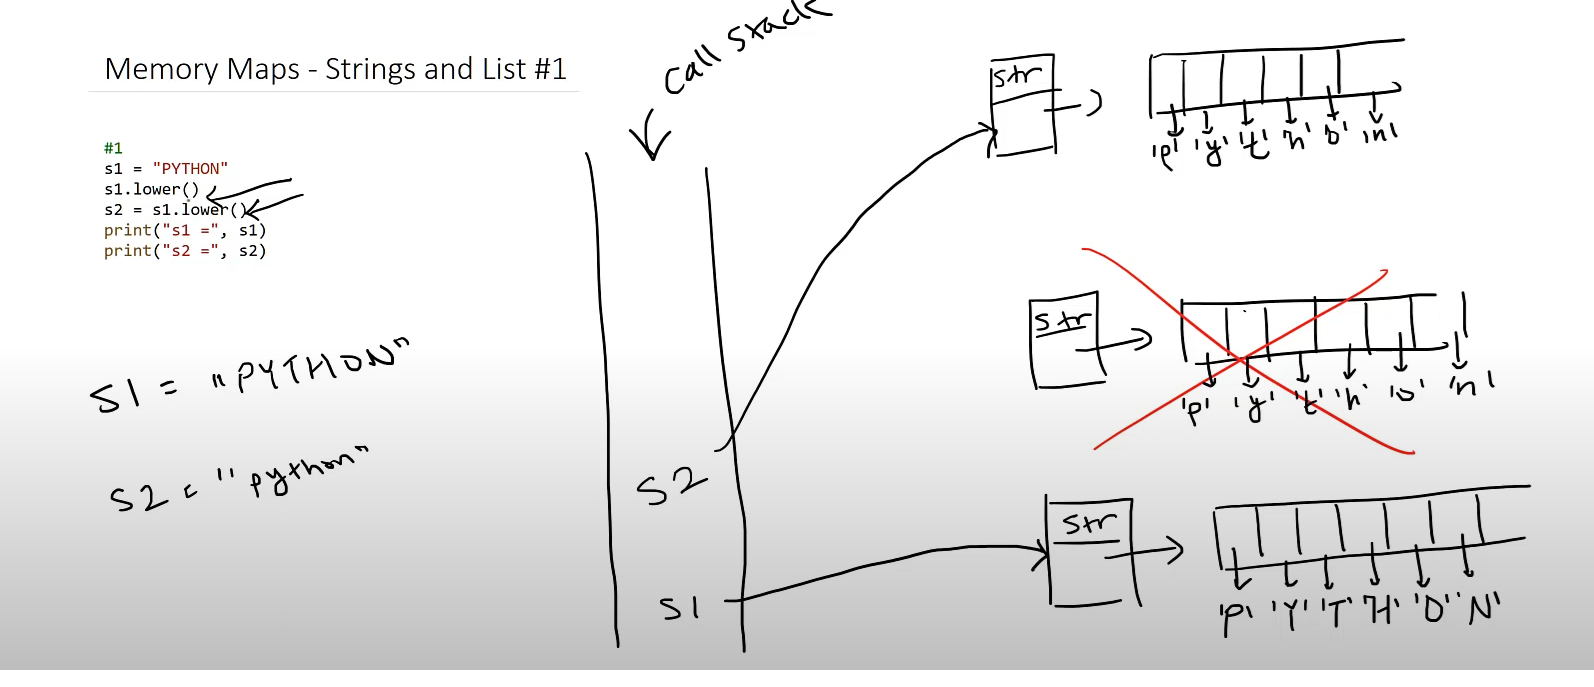 Memory Maps - Strings and List #1
#1
s1 = "PYTHON"
s1.lower()
s2 = s1.lower()
print("s1 =", s1)
print("s2 =", s2)
S1 = "PYTHON"
S2 = "python"
Call Stack
S2
S1
str
'p' 'y' 't' 'h' 'o' 'n'
str
'p' 'y' 't' 'h' 'o' 'n'
str
'P' 'Y' 'T' 'H' 'O' 'N'